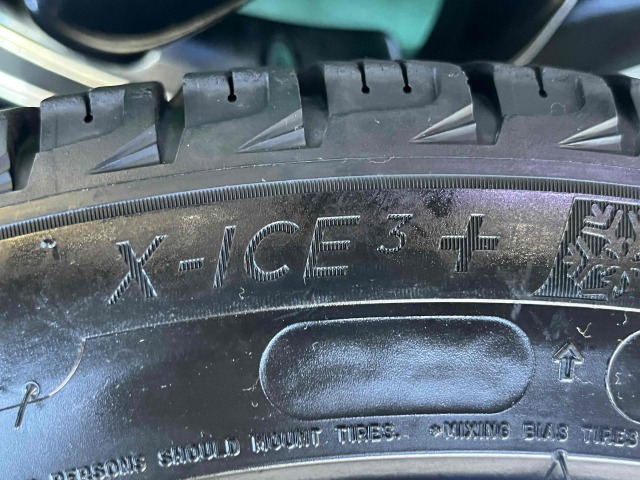 X-ICE 3 +
PERSONS SHOULD MOUNT TIRES. *MIXING BIAS TIRES